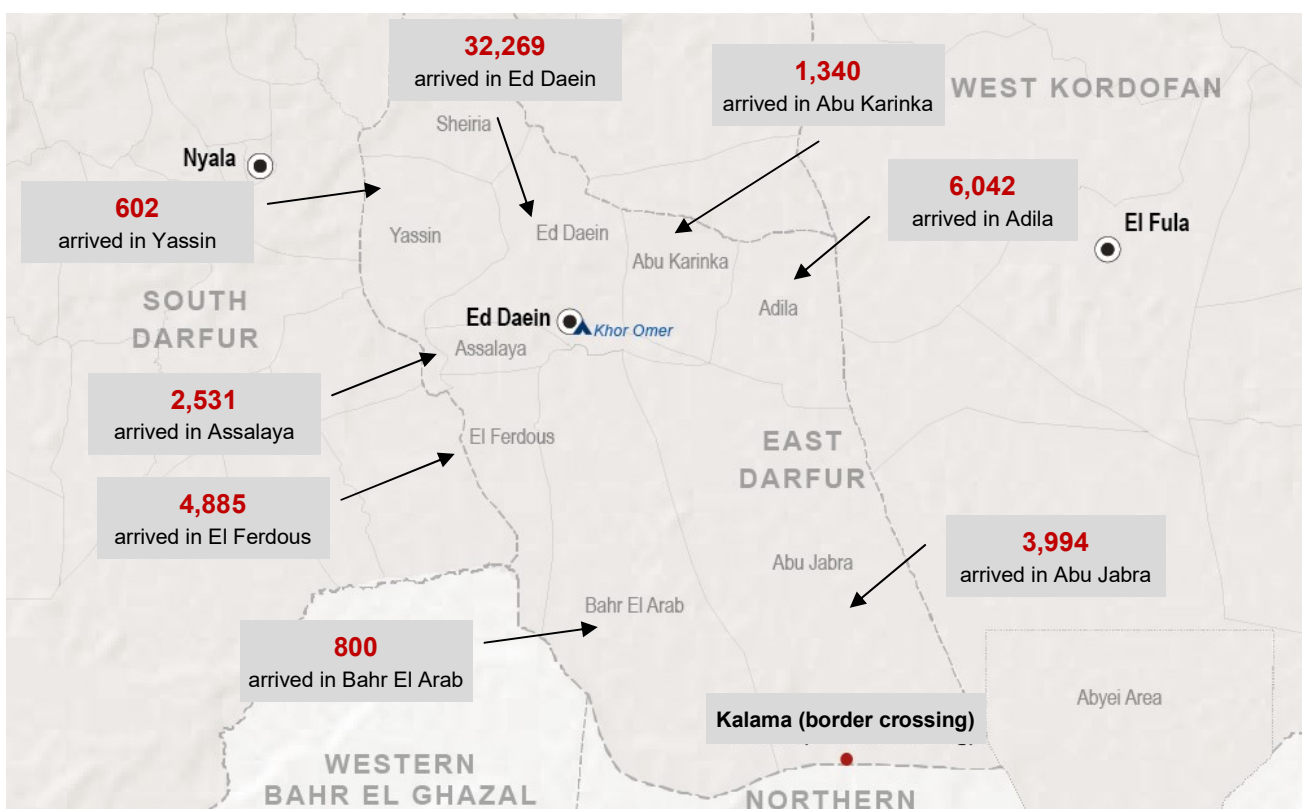 32,269
arrived in Ed Daein
1,340
arrived in Abu Karinka
WEST KORDOFAN
Sheiria
Nyala
602
arrived in Yassin
6,042
arrived in Adila
El Fula
Yassin
Ed Daein
Abu Karinka
Adila
SOUTH
DARFUR
Ed Daein
Khor Omer
Assalaya
2,531
arrived in Assalaya
El Ferdous
EAST
DARFUR
4,885
arrived in El Ferdous
3,994
arrived in Abu Jabra
Abu Jabra
Bahr El Arab
800
arrived in Bahr El Arab
Abyei Area
Kalama (border crossing)
WESTERN
BAHR EL GHAZAL
NORTHERN